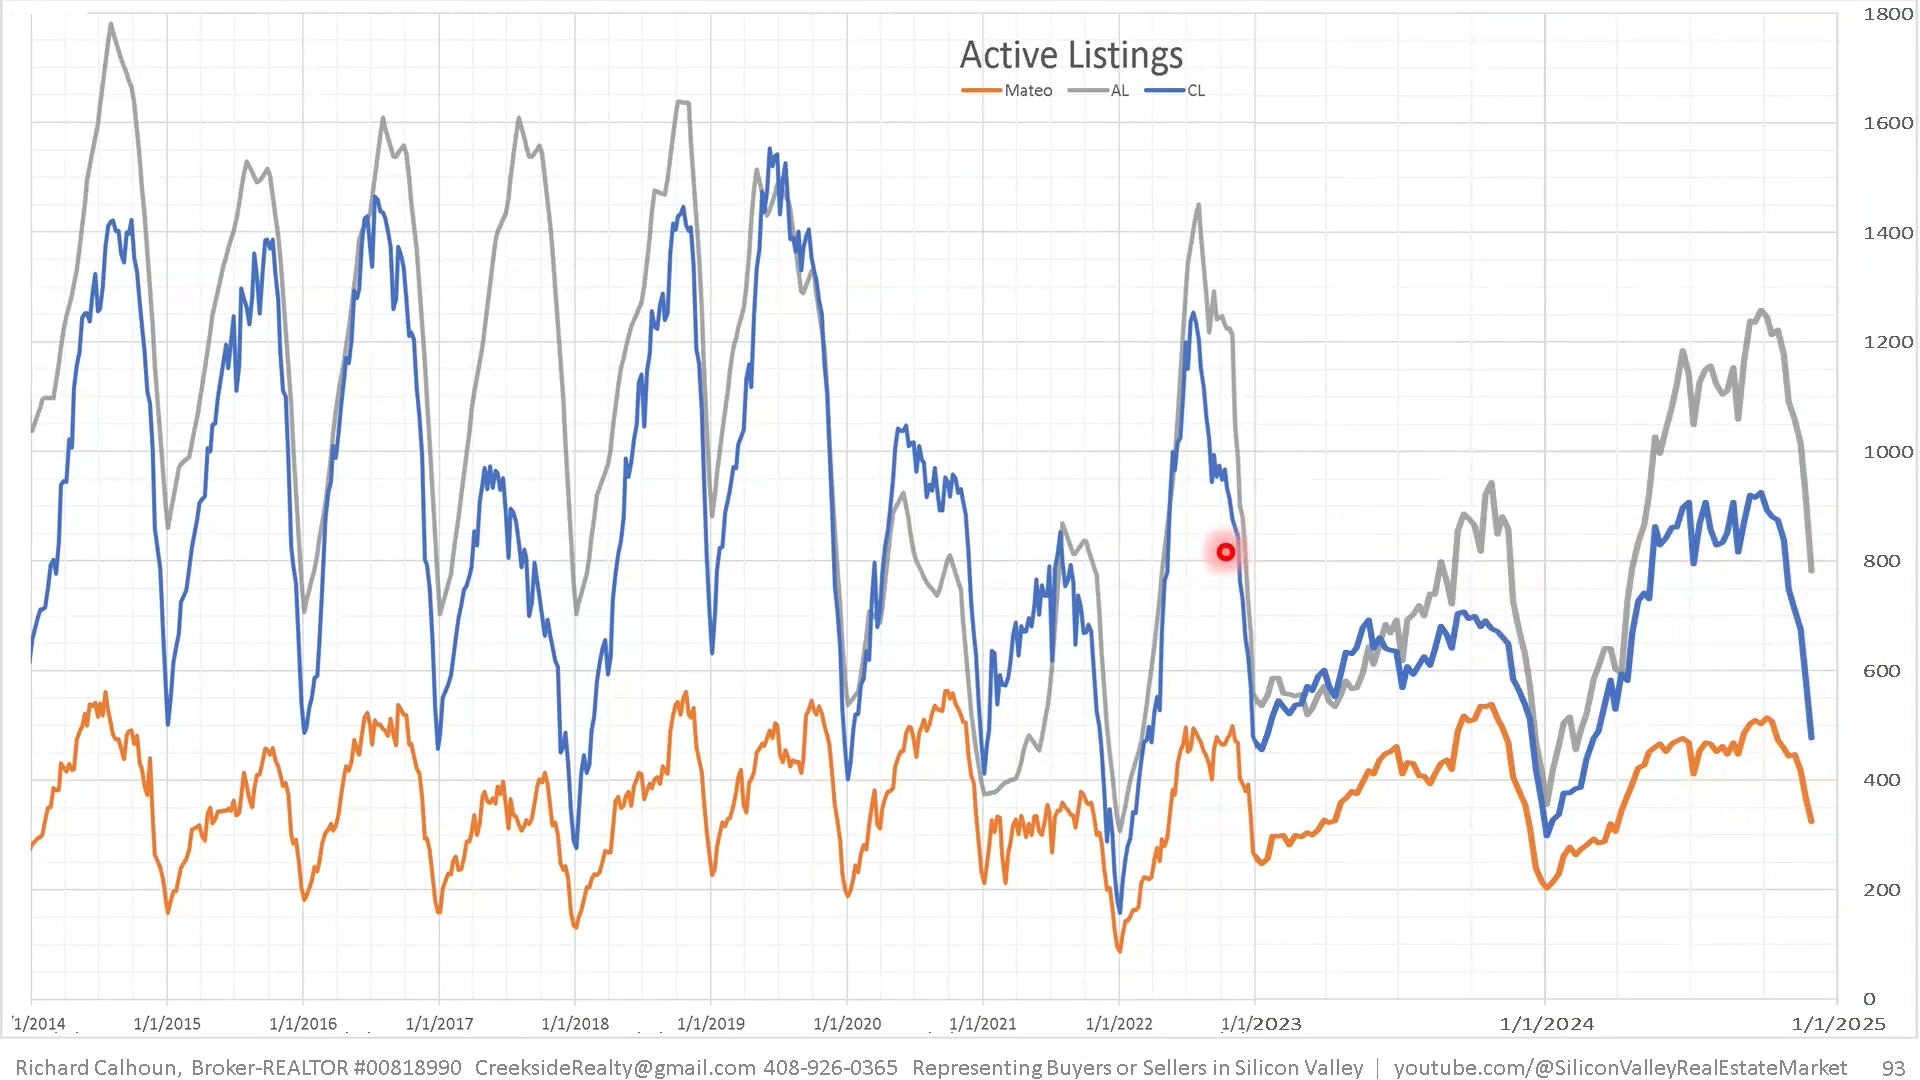 Active Listings
Mateo AL CL
1800
1600
1400
1200
1000
800
600
400
200
0
1/2014 1/1/2015 1/1/2016 1/1/2017 1/1/2018 1/1/2019 1/1/2020 1/1/2021 1/1/2022 1/1/2023 1/1/2024 1/1/2025
Richard Calhoun, Broker-REALTOR #00818990 CreeksideRealty@gmail.com 408-926-0365 Representing Buyers or Sellers in Silicon Valley | youtube.com/@SiliconValleyRealEstateMarket 93